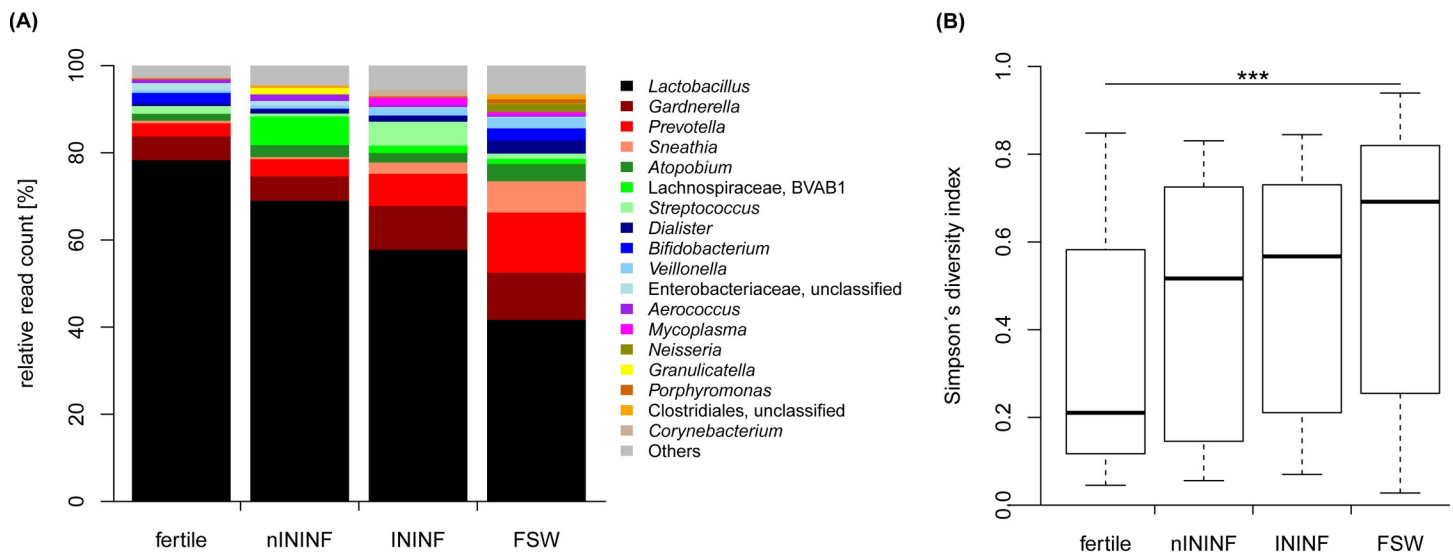 (A)
relative read count [%]
100
80
60
40
20
0
fertile
nININF
ININF
FSW
Lactobacillus
Gardnerella
Prevotella
Sneathia
Atopobium
Lachnospiraceae, BVAB1
Streptococcus
Dialister
Bifidobacterium
Veillonella
Enterobacteriaceae, unclassified
Aerococcus
Mycoplasma
Neisseria
Granulicatella
Porphyromonas
Clostridiales, unclassified
Corynebacterium
Others
(B)
Simpson´s diversity index
1.0
0.8
0.6
0.4
0.2
0.0
***
fertile
nININF
ININF
FSW